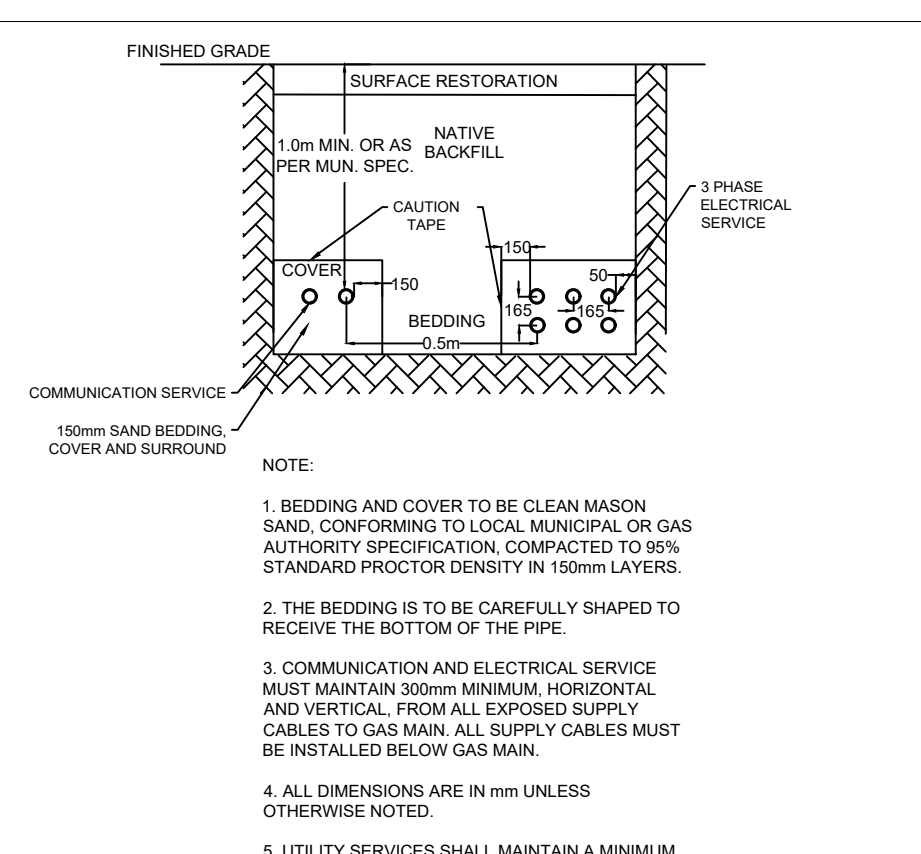 FINISHED GRADE
SURFACE RESTORATION
1.0m MIN. OR AS
PER MUN. SPEC.
NATIVE
BACKFILL
3 PHASE
ELECTRICAL
SERVICE
CAUTION
TAPE
150
COVER
150
50
165
165
BEDDING
0.5m
COMMUNICATION SERVICE
150mm SAND BEDDING,
COVER AND SURROUND
NOTE:
1. BEDDING AND COVER TO BE CLEAN MASON
SAND, CONFORMING TO LOCAL MUNICIPAL OR GAS
AUTHORITY SPECIFICATION, COMPACTED TO 95%
STANDARD PROCTOR DENSITY IN 150mm LAYERS.
2. THE BEDDING IS TO BE CAREFULLY SHAPED TO
RECEIVE THE BOTTOM OF THE PIPE.
3. COMMUNICATION AND ELECTRICAL SERVICE
MUST MAINTAIN 300mm MINIMUM, HORIZONTAL
AND VERTICAL, FROM ALL EXPOSED SUPPLY
CABLES TO GAS MAIN. ALL SUPPLY CABLES MUST
BE INSTALLED BELOW GAS MAIN.
4. ALL DIMENSIONS ARE IN mm UNLESS
OTHERWISE NOTED.
5. UTILITY SERVICES SHALL MAINTAIN A MINIMUM